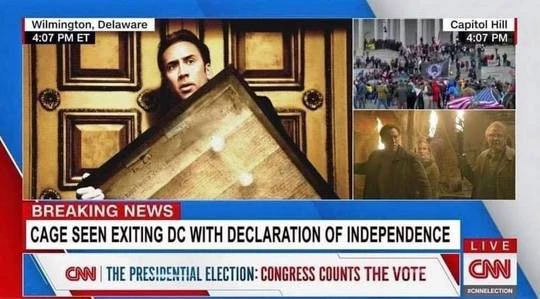 Wilmington, Delaware
4:07 PM ET
Capitol Hill
4:07 PM
BREAKING NEWS
CAGE SEEN EXITING DC WITH DECLARATION OF INDEPENDENCE
LIVE
CNN
THE PRESIDENTIAL ELECTION: CONGRESS COUNTS THE VOTE
CNN
#CNNELECTION